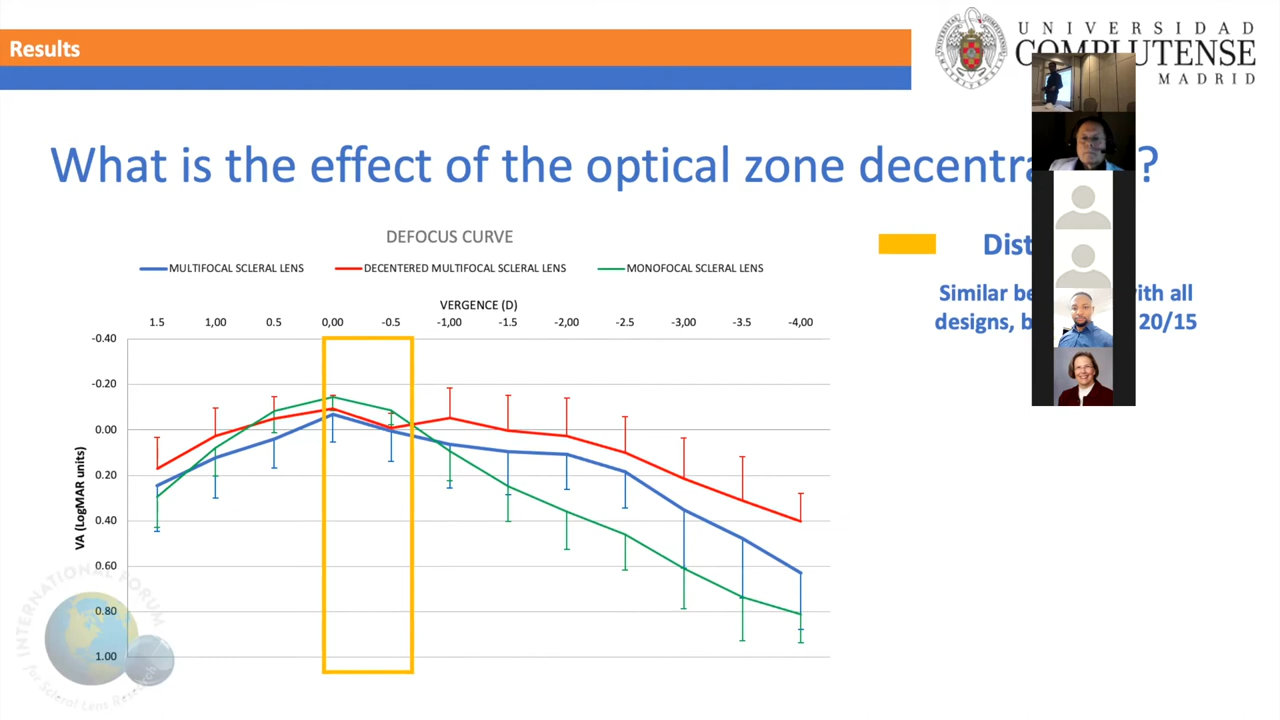 Results
UNIVERSIDAD
COMPLUTENSE
MADRID
What is the effect of the optical zone ?
DEFOCUS CURVE
MULTIFOCAL SCLERAL LENS
DECENTERED MULTIFOCAL SCLERAL LENS
MONOFOCAL SCLERAL LENS
VERGENCE (D)
1.5 1,00 0.5 0,00 -0.5 -1,00 -1.5 -2,00 -2.5 -3,00 -3.5 -4,00
-0.40
-0.20
0.00
0.20
0.40
0.60
0.80
1.00
VA (LogMAR units)
Similar with all
designs, 20/15
INTERNATIONAL FORUM
for Scleral Lens Research